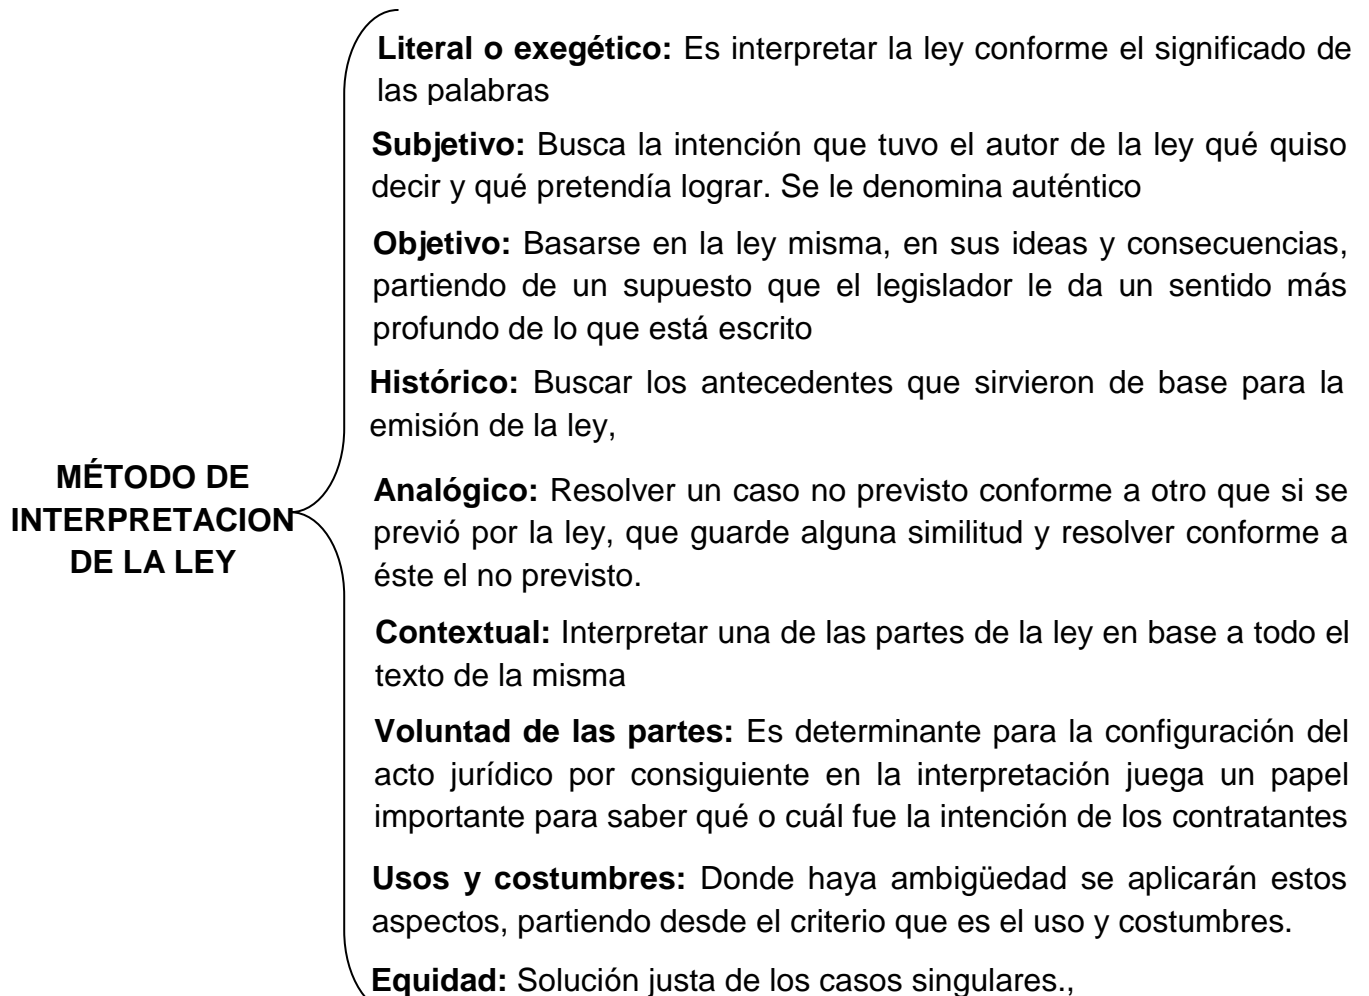 Literal o exegético: Es interpretar la ley conforme el significado de
las palabras
Subjetivo: Busca la intención que tuvo el autor de la ley qué quiso
decir y qué pretendía lograr. Se le denomina auténtico
Objetivo: Basarse en la ley misma, en sus ideas y consecuencias,
partiendo de un supuesto que el legislador le da un sentido más
profundo de lo que está escrito
Histórico: Buscar los antecedentes que sirvieron de base para la
emisión de la ley,
MÉTODO DE
INTERPRETACION
DE LA LEY
Analógico: Resolver un caso no previsto conforme a otro que si se
previó por la ley, que guarde alguna similitud y resolver conforme a
éste el no previsto.
Contextual: Interpretar una de las partes de la ley en base a todo el
texto de la misma
Voluntad de las partes: Es determinante para la configuración del
acto jurídico por consiguiente en la interpretación juega un papel
importante para saber qué o cuál fue la intención de los contratantes
Usos y costumbres: Donde haya ambigüedad se aplicarán estos
aspectos, partiendo desde el criterio que es el uso y costumbres.
Equidad: Solución justa de los casos singulares.,